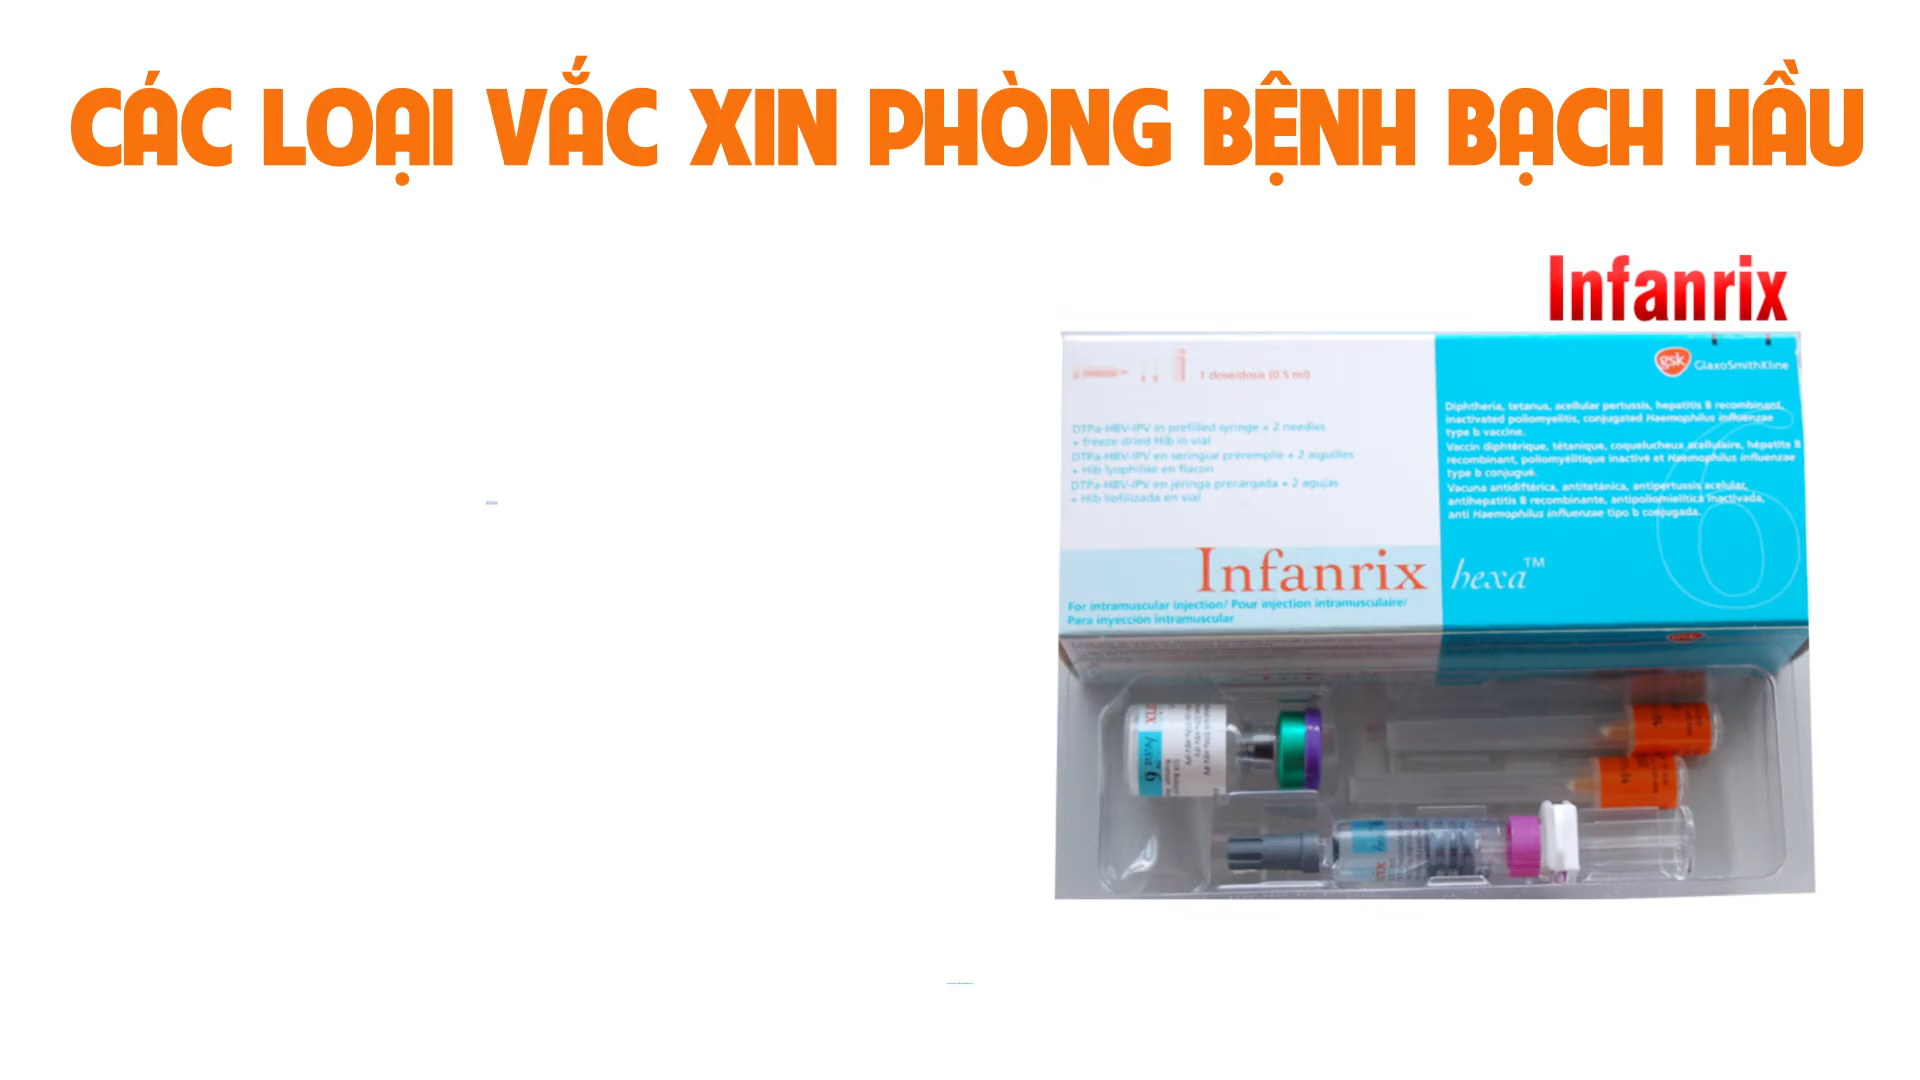 CÁC LOẠI VẮC XIN PHÒNG BỆNH BẠCH HẦU
Infanrix
1 dose/dosis (0.5 ml)
DTPa-HBV-IPV in prefilled syringe + 2 needles
+ freeze dried Hib in vial
DTPa-HBV-IPV en seringue préremplie + 2 aiguilles
+ Hib lyophilisé en flacon
DTPa-HBV-IPV en jeringa precargada + 2 agujas
+ Hib liofilizada en vial
Infanrix
For intramuscular injection/ Pour injection intramusculaire/
Para inyección intramuscular
gsk GlaxoSmithKline
Diphtheria, tetanus, acellular pertussis, hepatitis B recombinant,
inactivated poliomyelitis, conjugated Haemophilus influenzae
type b vaccine.
Vaccin diphtérique, tétanique, coquelucheux acellulaire, hépatite B
recombinant, poliomyélitique inactivé et Haemophilus influenzae
type b conjugué.
Vacuna antidiftérica, antitetánica, antipertussis acelular,
antihepatitis B recombinante, antipoliomielítica inactivada,
anti Haemophilus influenzae tipo b conjugada.
6
hexa™
gsk
hexa 6